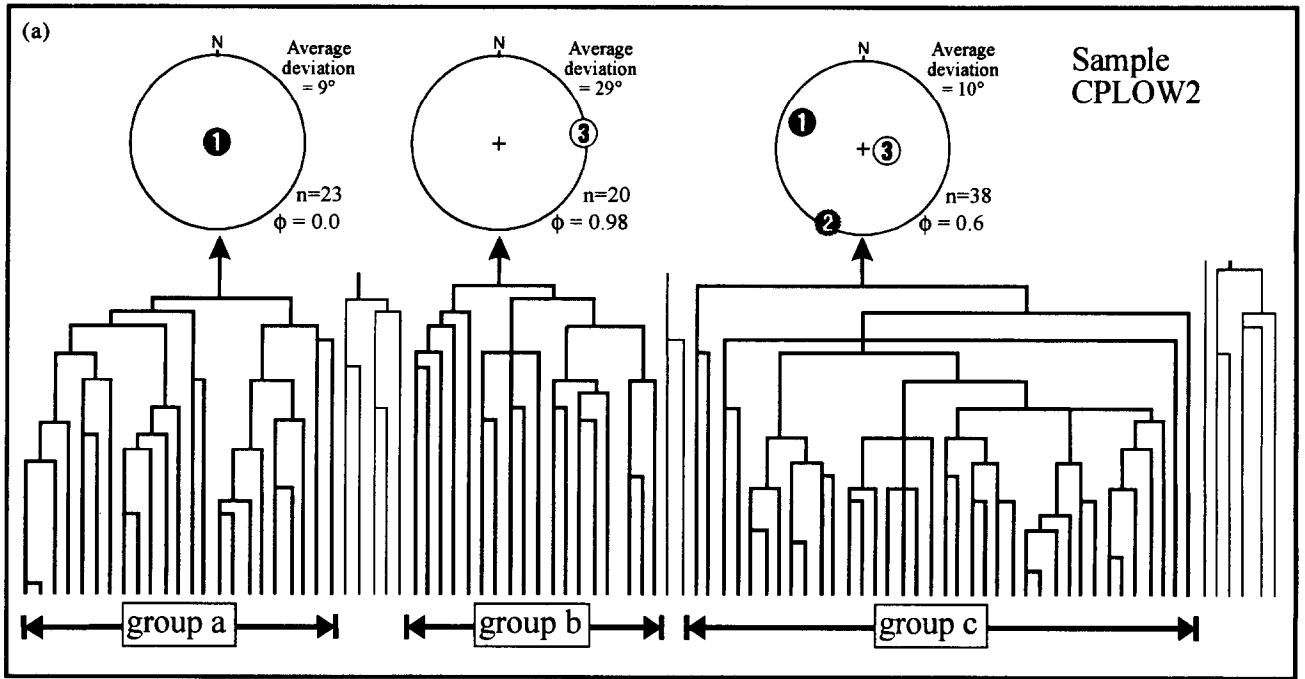 (a)
N
Average
deviation
= 9°
1
n=23
ϕ = 0.0
N
Average
deviation
= 29°
3
n=20
ϕ = 0.98
N
Average
deviation
= 10°
1
3
2
n=38
ϕ = 0.6
Sample
CPLOW2
group a
group b
group c